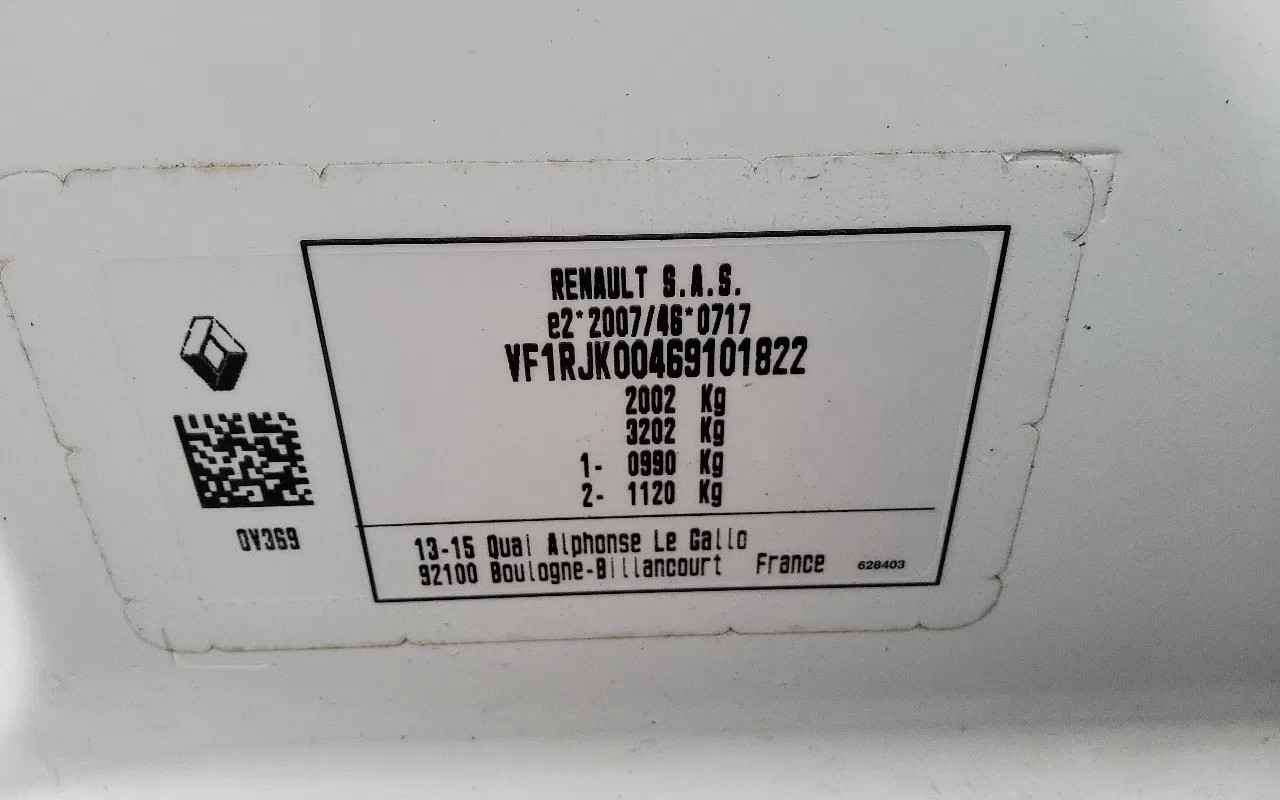 RENAULT S.A.S.
e2*2007/46*0717
VF1RJK00469101822
2002 Kg
3202 Kg
1- 0990 Kg
2- 1120 Kg
0V369
13-15 Quai Alphonse Le Gallo
92100 Boulogne-Billancourt France 628403